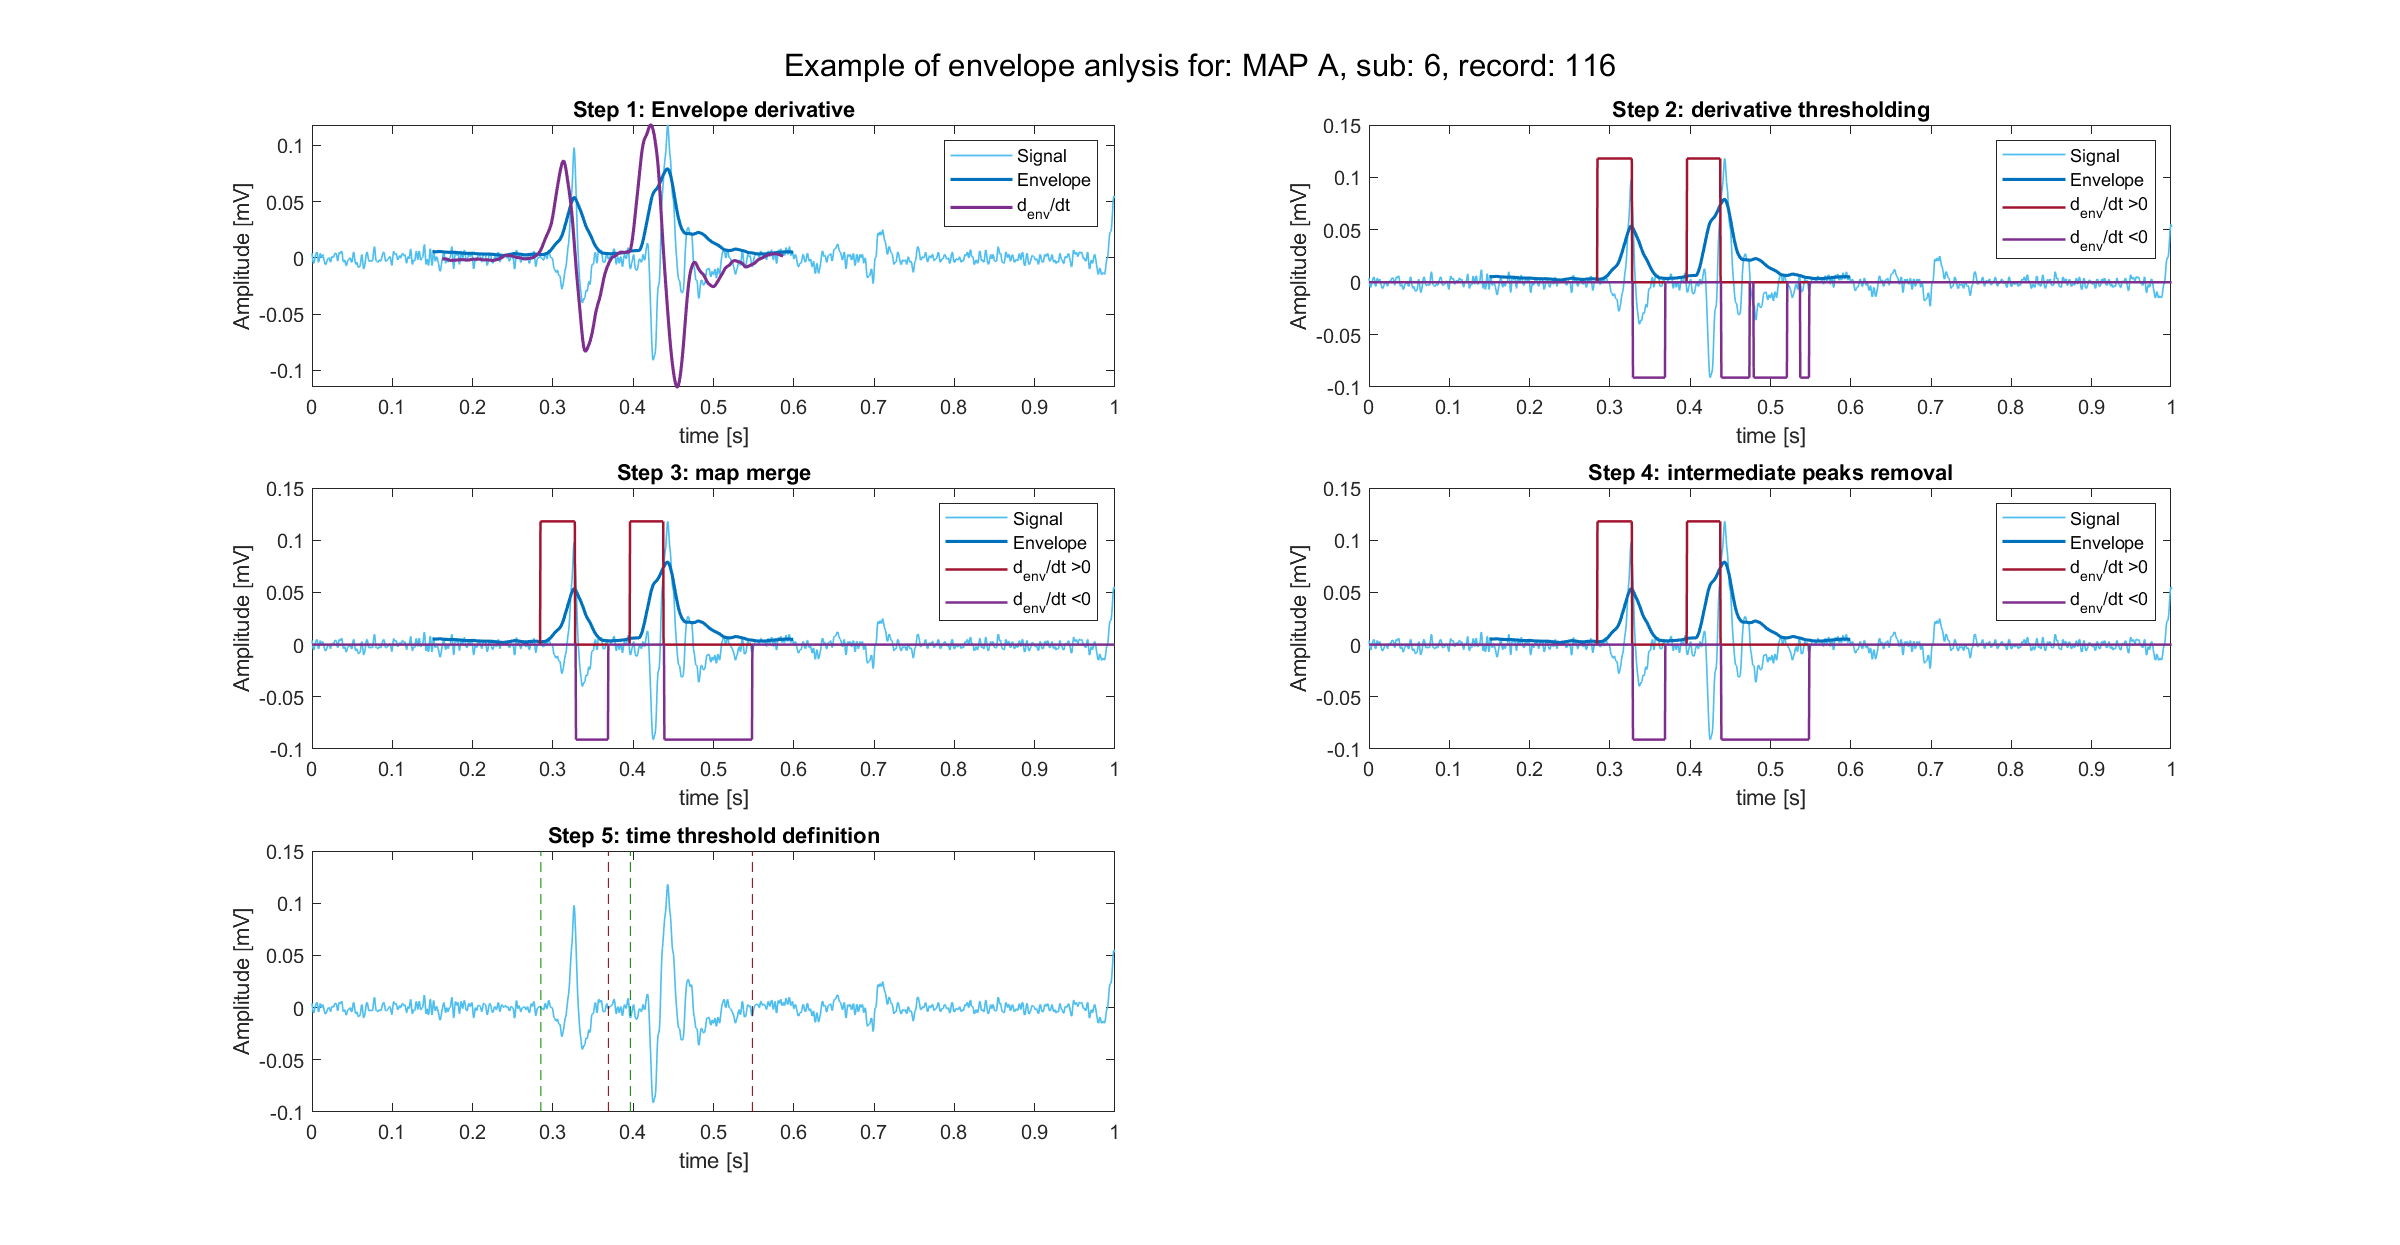 Example of envelope anlysis for: MAP A, sub: 6, record: 116
Step 1: Envelope derivative
0.1
0.05
0
-0.05
-0.1
Amplitude [mV]
0 0.1 0.2 0.3 0.4 0.5 0.6 0.7 0.8 0.9 1
time [s]
Signal
Envelope
d_env/dt
Step 2: derivative thresholding
0.15
0.1
0.05
0
-0.05
-0.1
Amplitude [mV]
0 0.1 0.2 0.3 0.4 0.5 0.6 0.7 0.8 0.9 1
time [s]
Signal
Envelope
d_env/dt >0
d_env/dt <0
Step 3: map merge
0.15
0.1
0.05
0
-0.05
-0.1
Amplitude [mV]
0 0.1 0.2 0.3 0.4 0.5 0.6 0.7 0.8 0.9 1
time [s]
Signal
Envelope
d_env/dt >0
d_env/dt <0
Step 4: intermediate peaks removal
0.15
0.1
0.05
0
-0.05
-0.1
Amplitude [mV]
0 0.1 0.2 0.3 0.4 0.5 0.6 0.7 0.8 0.9 1
time [s]
Signal
Envelope
d_env/dt >0
d_env/dt <0
Step 5: time threshold definition
0.15
0.1
0.05
0
-0.05
-0.1
Amplitude [mV]
0 0.1 0.2 0.3 0.4 0.5 0.6 0.7 0.8 0.9 1
time [s]